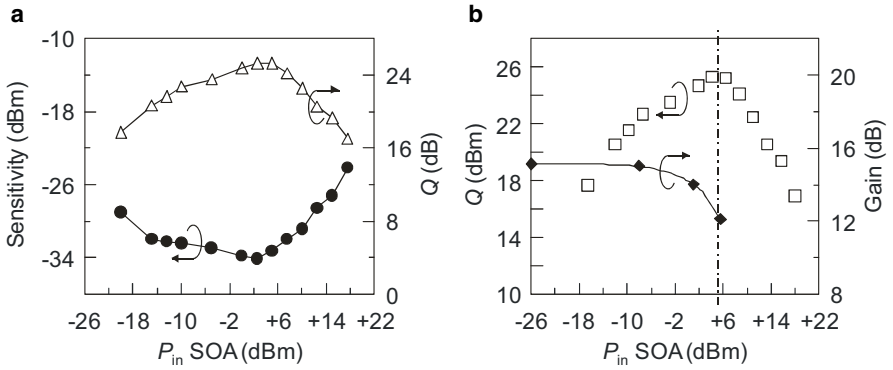 a
Sensitivity (dBm)
-10
-18
-26
-34
24
16
8
0
Q (dB)
-26 -18 -10 -2 +6 +14 +22
Pin SOA (dBm)
b
Q (dBm)
26
22
18
14
10
20
16
12
8
Gain (dB)
-26 -18 -10 -2 +6 +14 +22
Pin SOA (dBm)